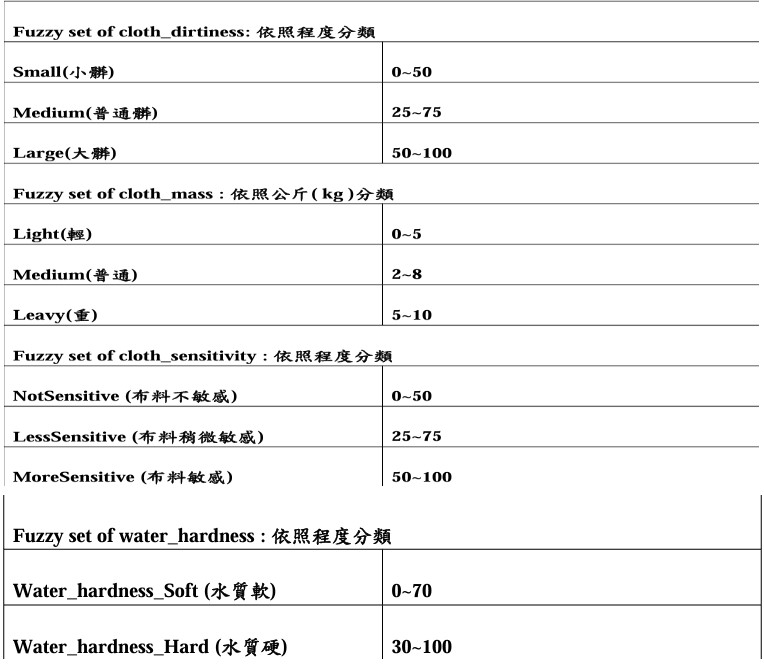 Fuzzy set of cloth_dirtiness: 依照程度分類
Small(小髒) 0~50
Medium(普通髒) 25~75
Large(大髒) 50~100
Fuzzy set of cloth_mass : 依照公斤( kg )分類
Light(輕) 0~5
Medium(普通) 2~8
Leavy(重) 5~10
Fuzzy set of cloth_sensitivity : 依照程度分類
NotSensitive (布料不敏感) 0~50
LessSensitive (布料稍微敏感) 25~75
MoreSensitive (布料敏感) 50~100
Fuzzy set of water_hardness : 依照程度分類
Water_hardness_Soft (水質軟) 0~70
Water_hardness_Hard (水質硬) 30~100